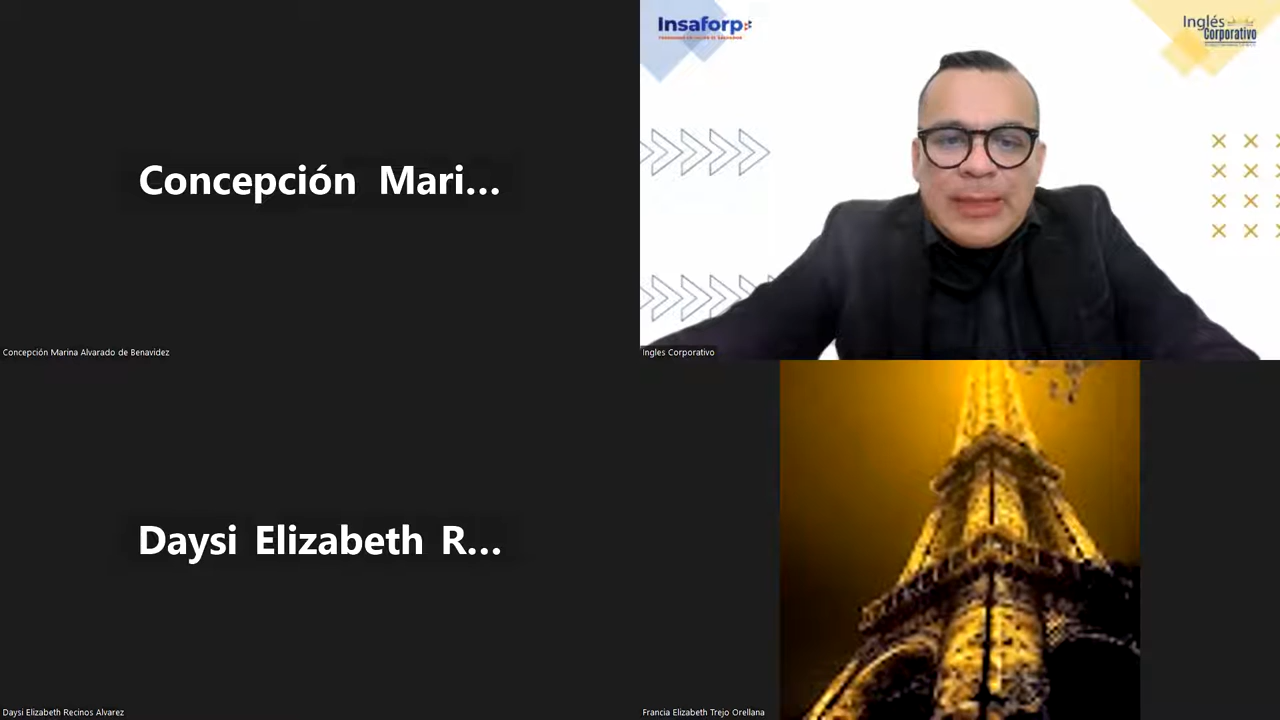 Concepción Mari...
Concepción Marina Alvarado de Benavidez
Insaforp
Inglés
Corporativo
Ingles Corporativo
Daysi Elizabeth R...
Daysi Elizabeth Recinos Alvarez
Francia Elizabeth Trejo Orellana